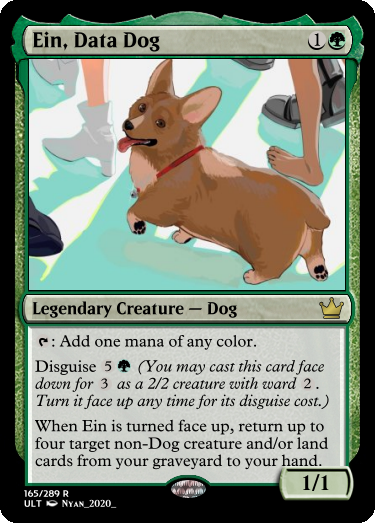 Ein, Data Dog 1
Legendary Creature — Dog
: Add one mana of any color.
Disguise 5 (You may cast this card face
down for 3 as a 2/2 creature with ward 2.
Turn it face up any time for its disguise cost.)
When Ein is turned face up, return up to
four target non-Dog creature and/or land
cards from your graveyard to your hand.
1/1
165/289 R
ULT Nyan_2020_